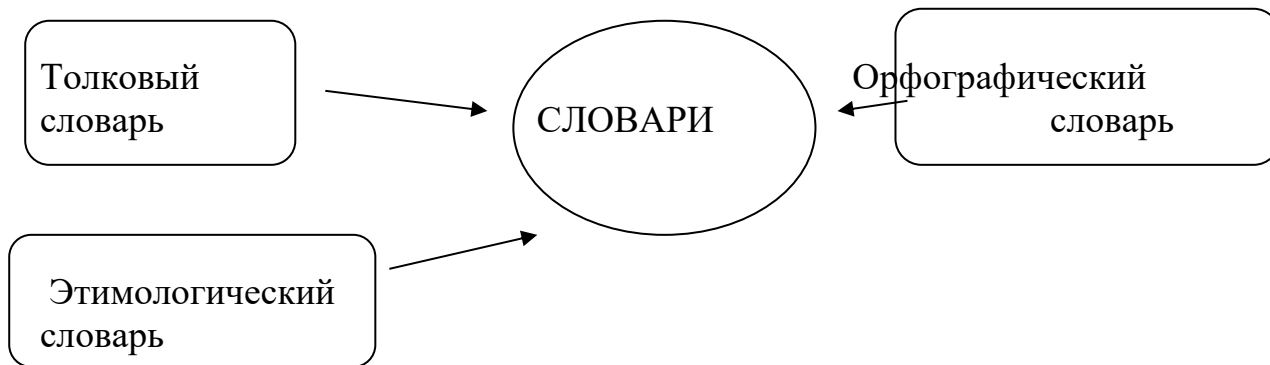 Толковый
словарь
СЛОВАРИ
Орфографический
словарь
Этимологический
словарь